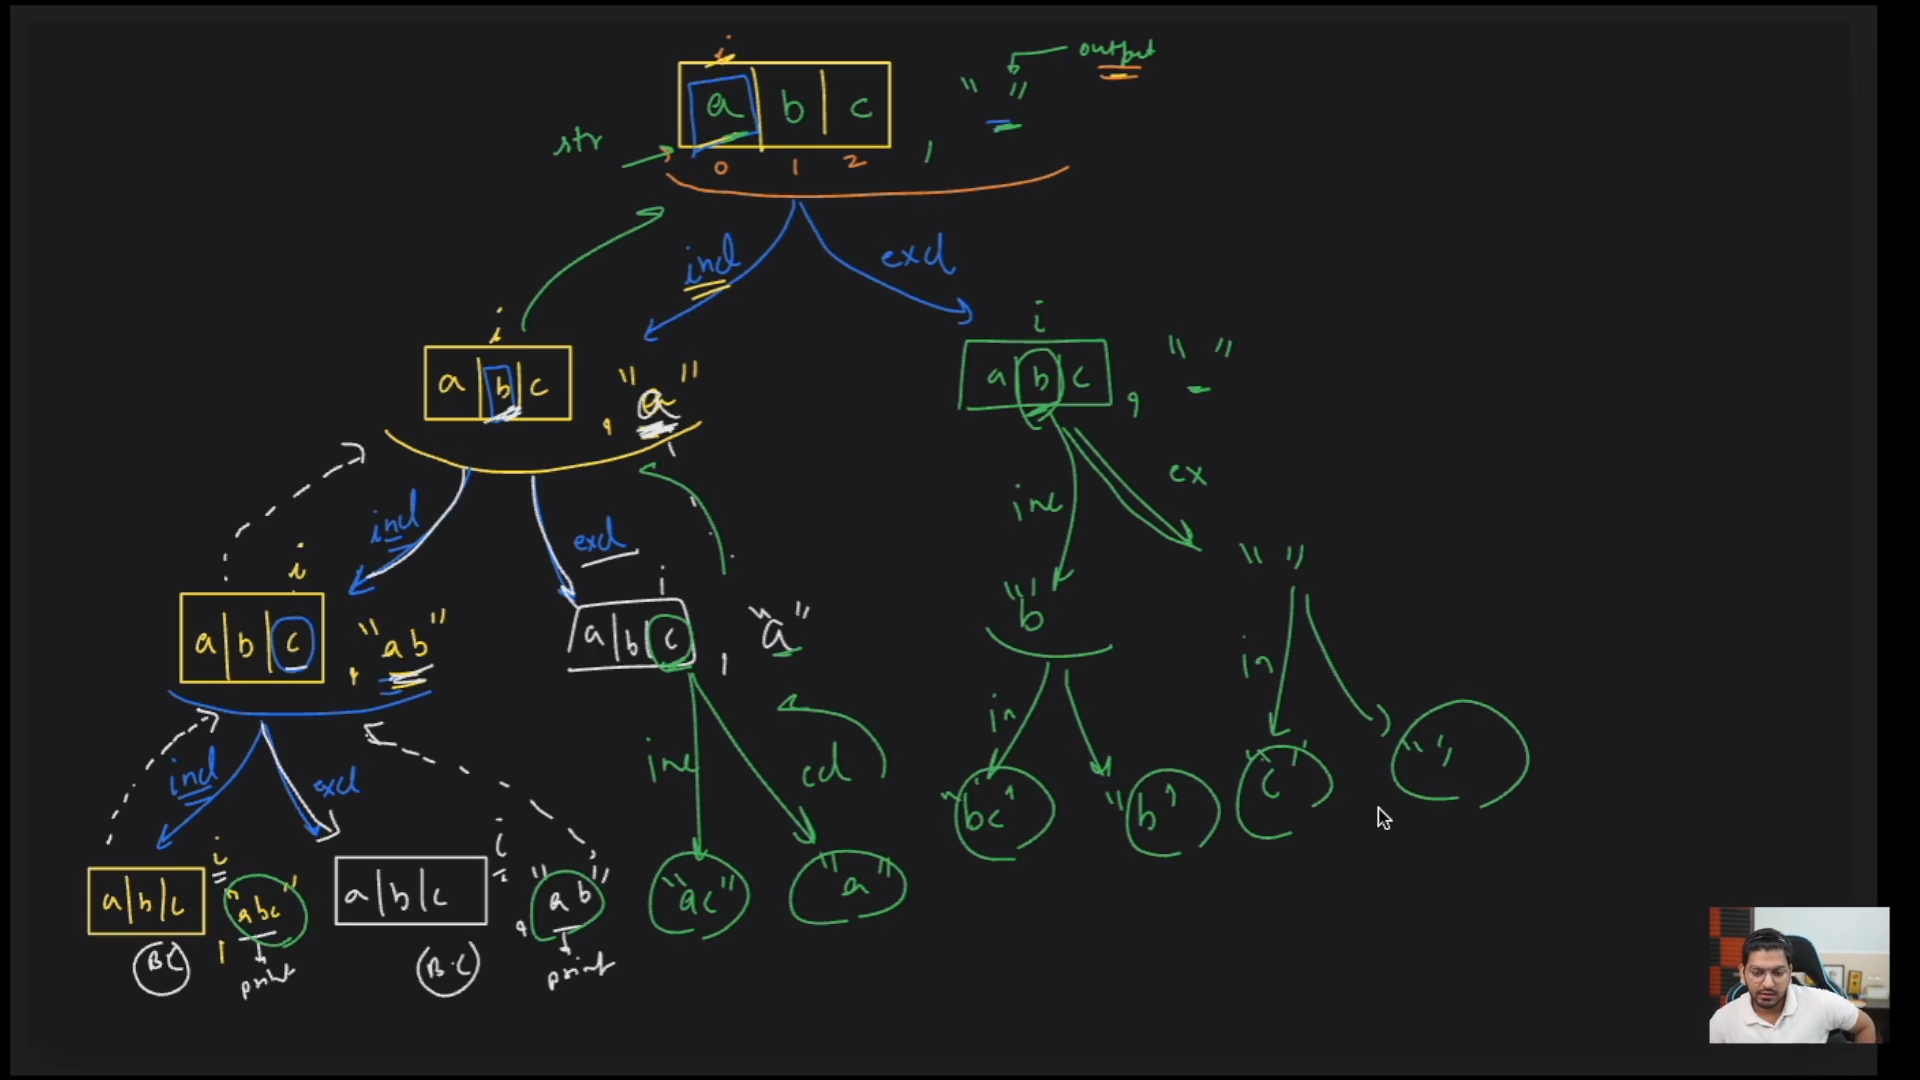 i
output
a b c , " "
str
0 1 2
incl excl
i i
a|b|c , "a" a|b|c , " "
incl excl inc ex
i i
a|b|c , "ab" a|b|c , "a" "b" " "
incl excl inc in in
"bc" "b" "c" " "
i i
a|b|c , "abc" a|b|c , "ab" "ac" "a"
BC print B.C print